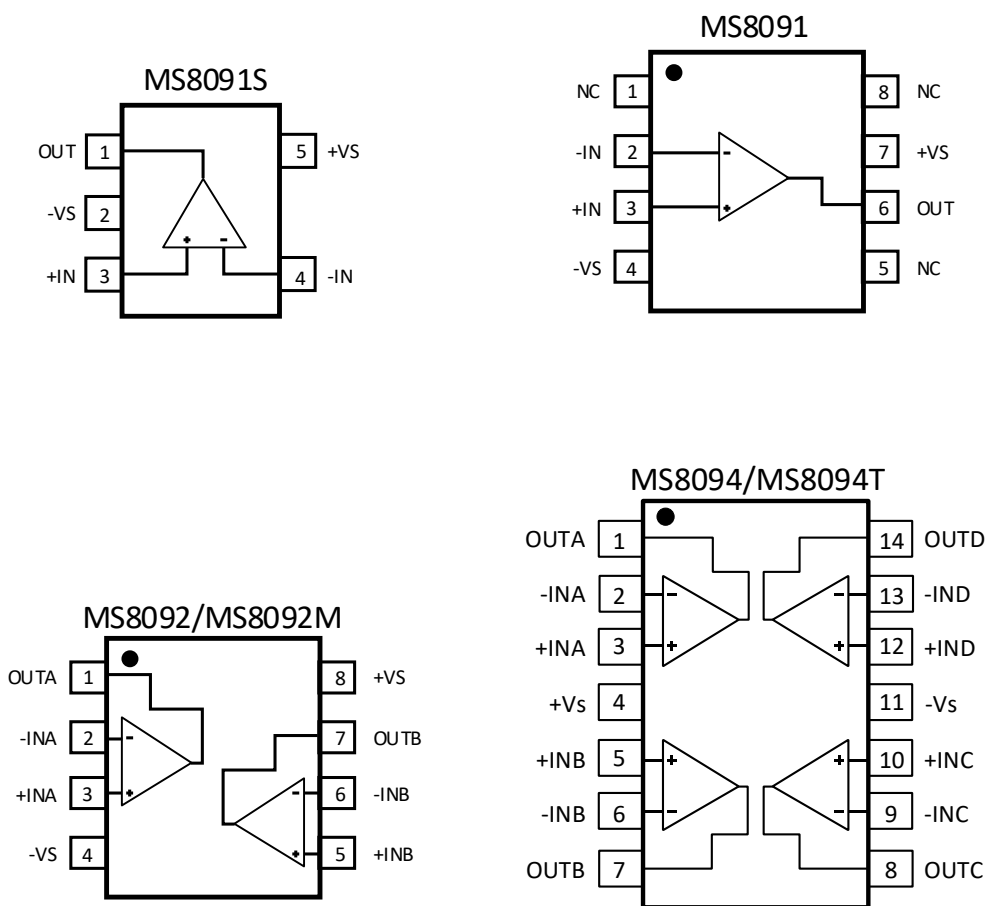 MS8091S
OUT 1 5 +VS
-VS 2
+IN 3 4 -IN
+ -
MS8091
NC 1 8 NC
-IN 2 - 7 +VS
+IN 3 + 6 OUT
-VS 4 5 NC
MS8092/MS8092M
OUTA 1 8 +VS
-INA 2 - 7 OUTB
+INA 3 + - 6 -INB
-VS 4 + 5 +INB
MS8094/MS8094T
OUTA 1 14 OUTD
-INA 2 - - 13 -IND
+INA 3 + + 12 +IND
+Vs 4 11 -Vs
+INB 5 + + 10 +INC
-INB 6 - - 9 -INC
OUTB 7 8 OUTC